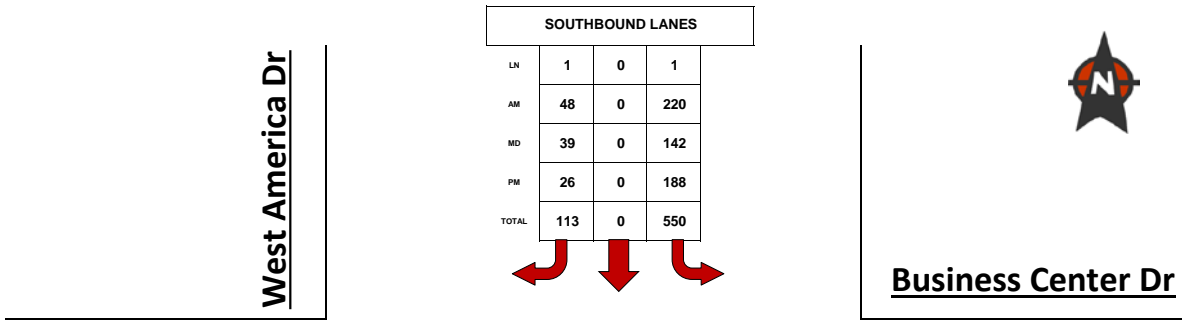 SOUTHBOUND LANES
LN 1 0 1
AM 48 0 220
MD 39 0 142
PM 26 0 188
TOTAL 113 0 550
West America Dr
N
Business Center Dr